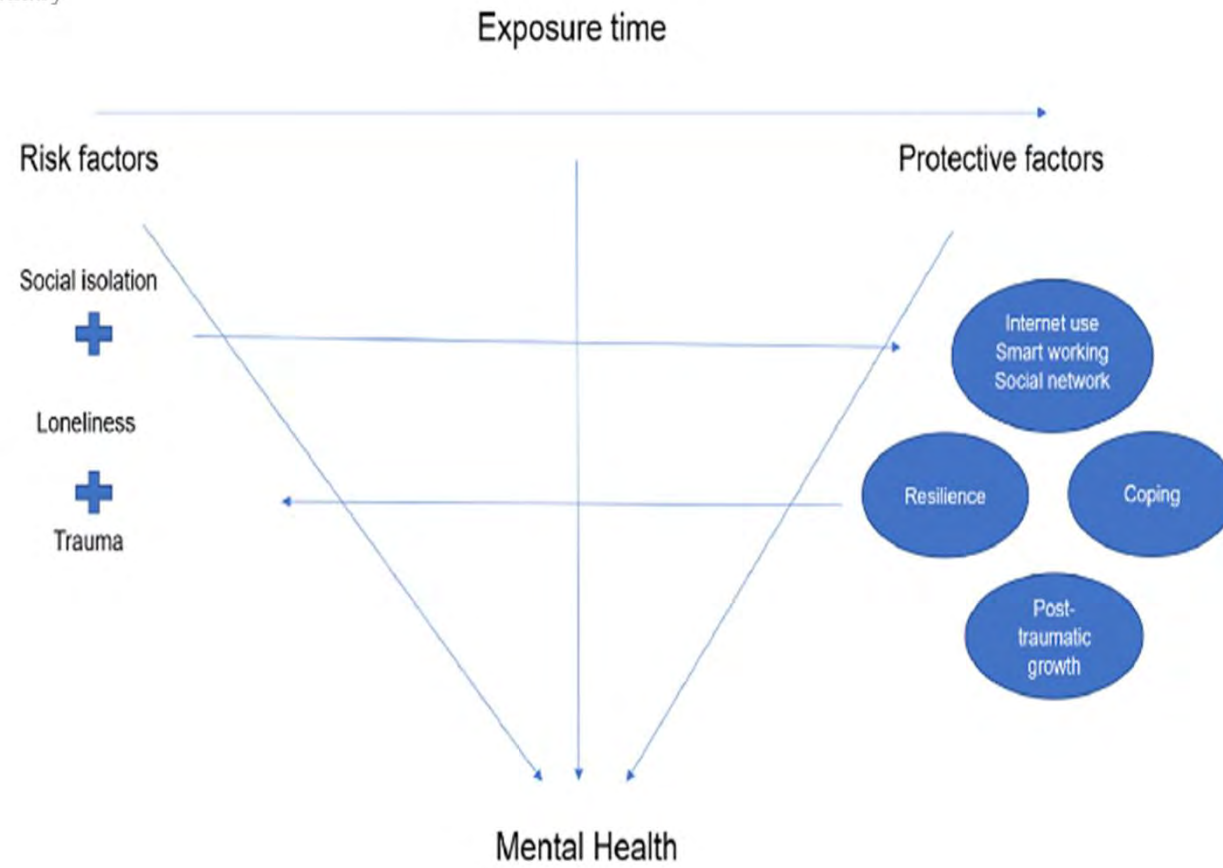 Exposure time
Risk factors
Protective factors
Social isolation
Loneliness
Trauma
Internet use
Smart working
Social network
Resilience
Coping
Post-
traumatic
growth
Mental Health